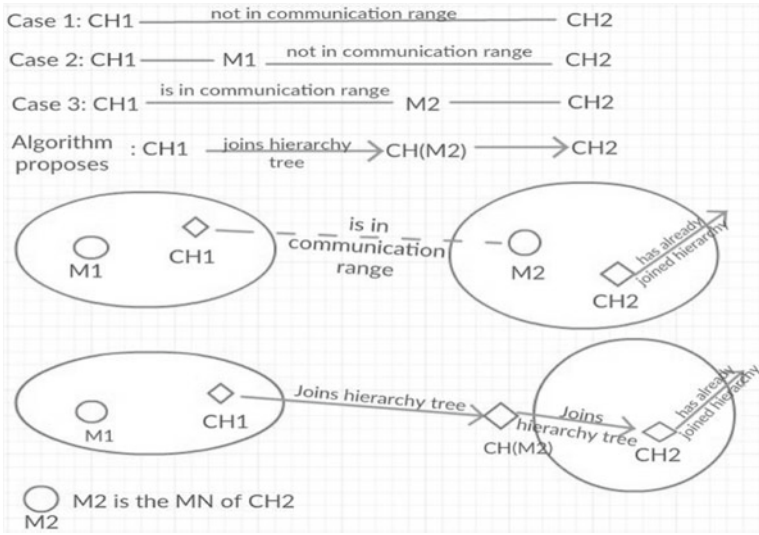 Case 1: CH1 not in communication range CH2
Case 2: CH1 M1 not in communication range CH2
Case 3: CH1 is in communication range M2 CH2
Algorithm proposes : CH1 joins hierarchy tree CH(M2) CH2
M1
CH1
is in
communication
range
M2
CH2
has already
joined hierarchy
M1
CH1
Joins hierarchy tree
CH(M2)
Joins
hierarchy tree
CH2
has already
joined hierarchy
M2 is the MN of CH2
M2